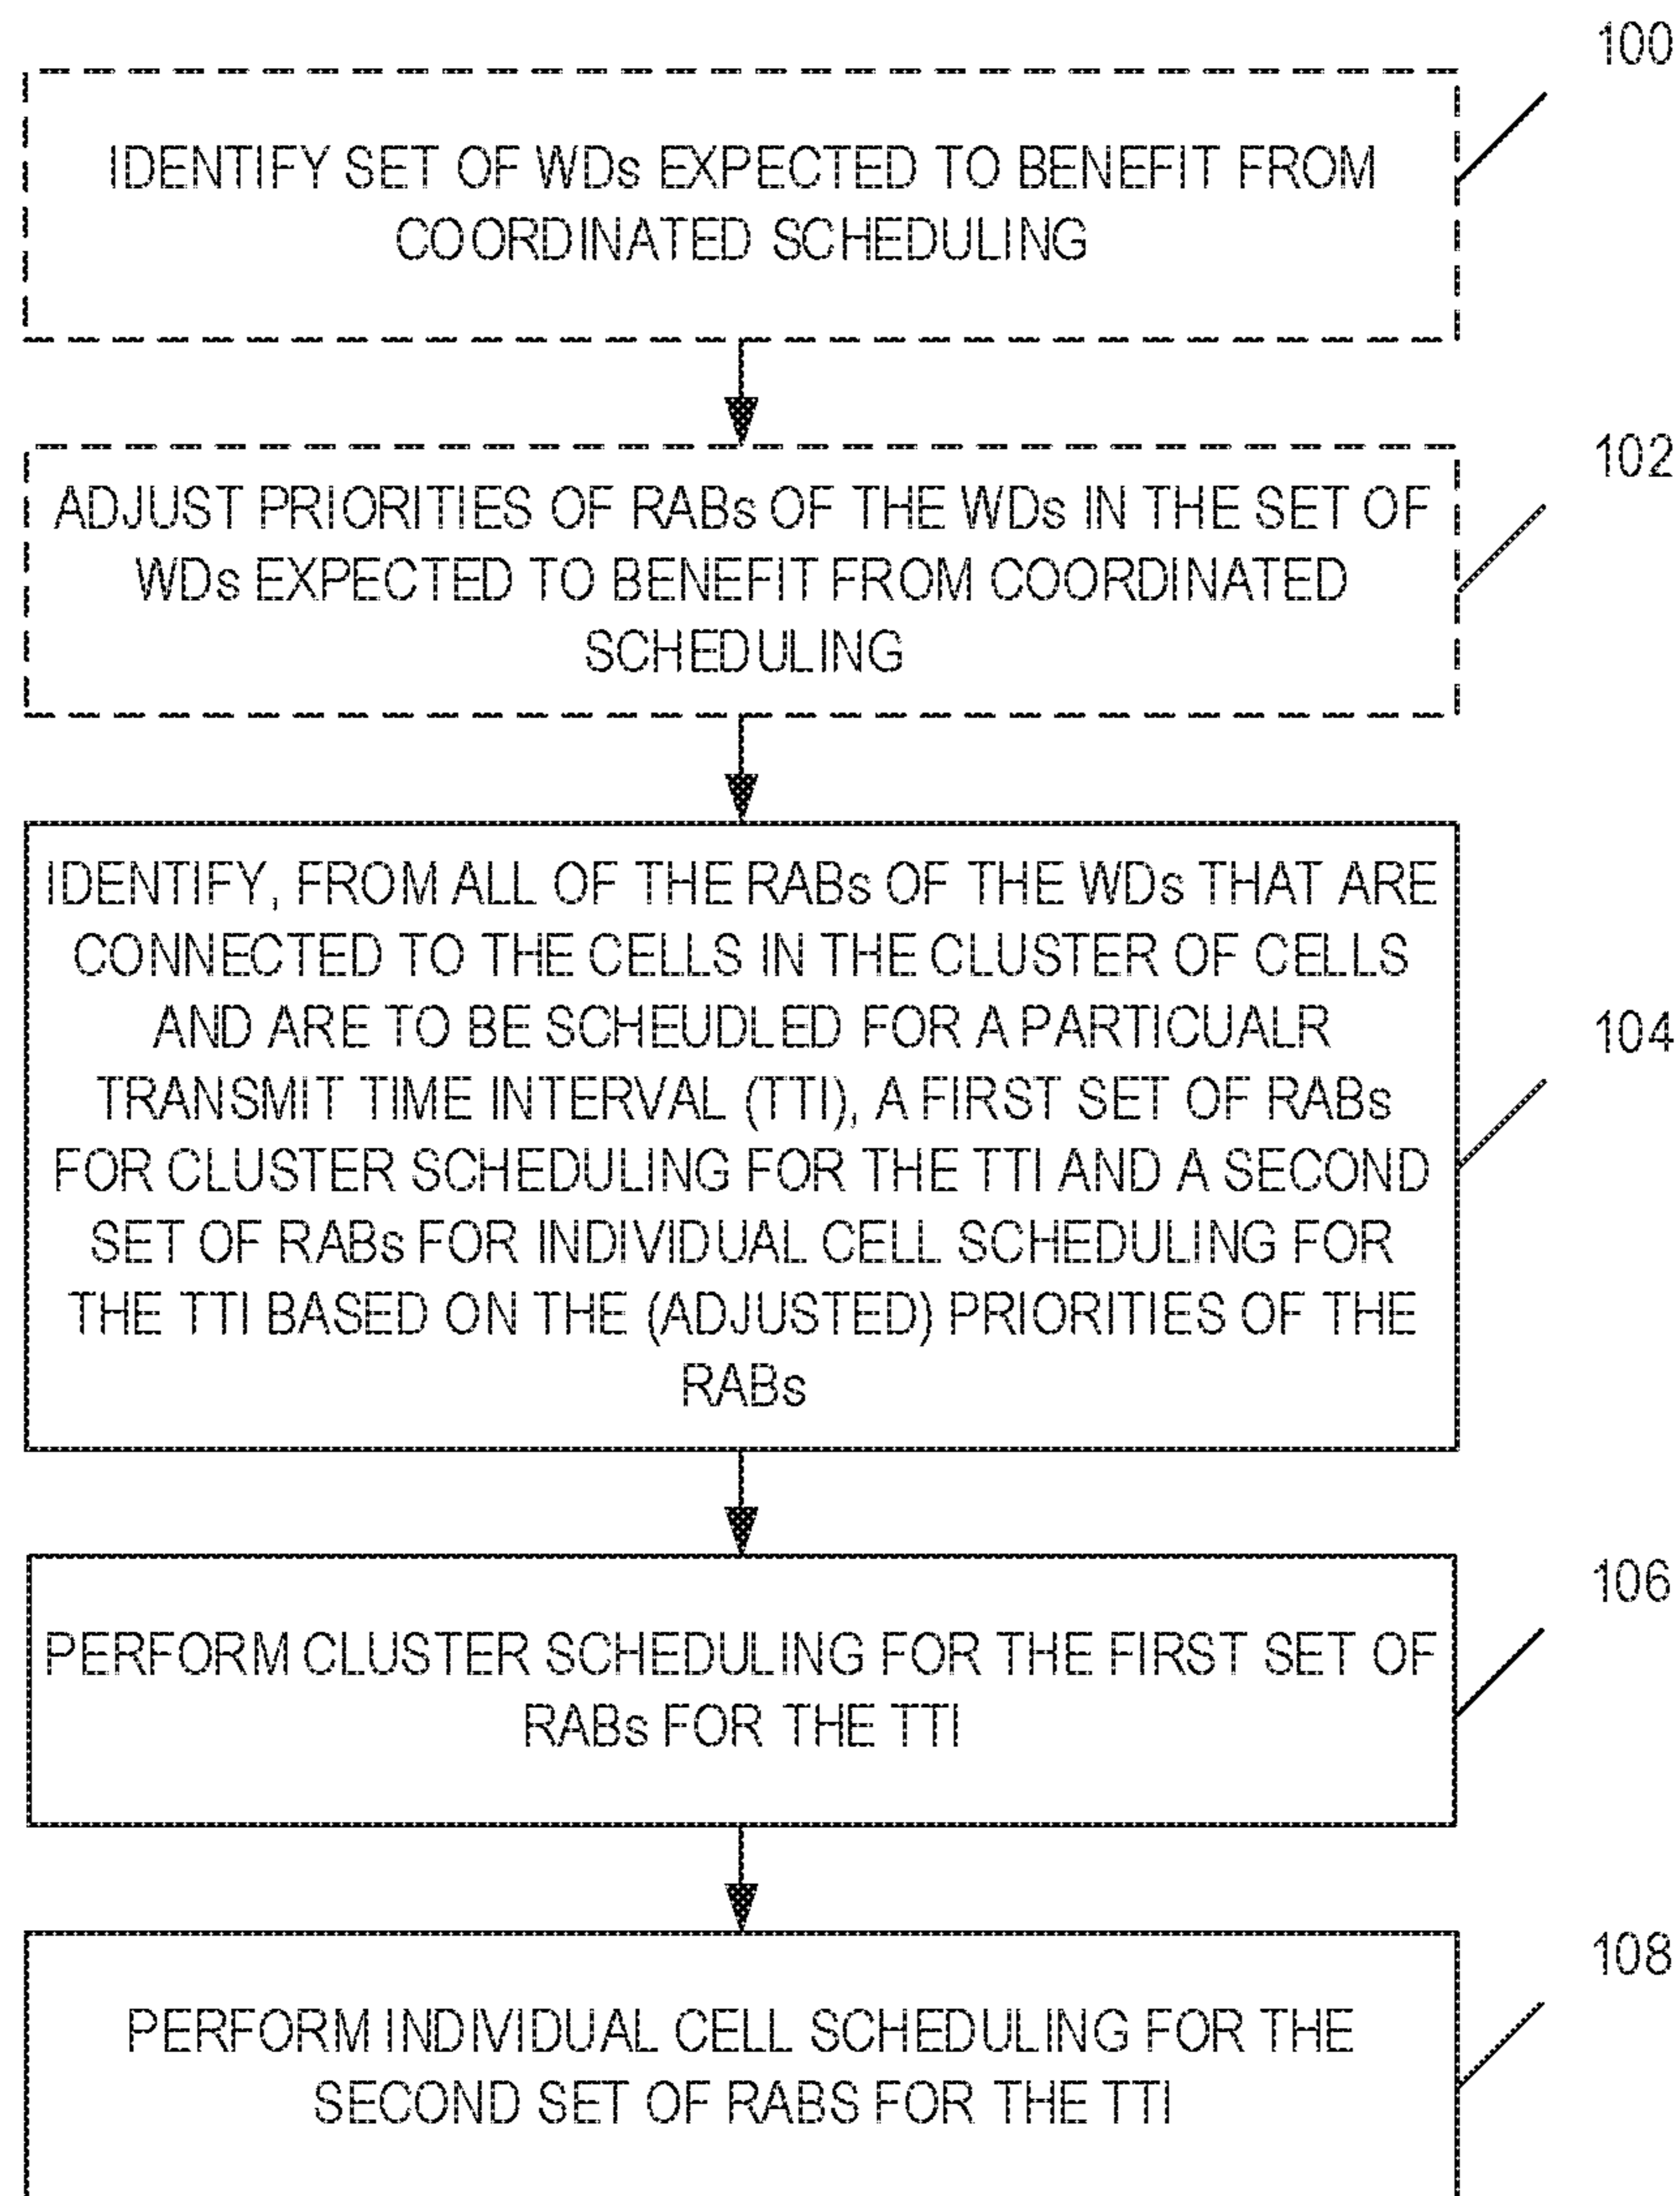 100
IDENTIFY SET OF WDs EXPECTED TO BENEFIT FROM
COORDINATED SCHEDULING
102
ADJUST PRIORITIES OF RABs OF THE WDs IN THE SET OF
WDs EXPECTED TO BENEFIT FROM COORDINATED
SCHEDULING
IDENTIFY, FROM ALL OF THE RABs OF THE WDs THAT ARE
CONNECTED TO THE CELLS IN THE CLUSTER OF CELLS
AND ARE TO BE SCHEUDLED FOR A PARTICUALR
104
TRANSMIT TIME INTERVAL (TTI), A FIRST SET OF RABs
FOR CLUSTER SCHEDULING FOR THE TTI AND A SECOND
SET OF RABs FOR INDIVIDUAL CELL SCHEDULING FOR
THE TTI BASED ON THE (ADJUSTED) PRIORITIES OF THE
RABs
106
PERFORM CLUSTER SCHEDULING FOR THE FIRST SET OF
RABs FOR THE TTI
108
PERFORM INDIVIDUAL CELL SCHEDULING FOR THE
SECOND SET OF RABS FOR THE TTI